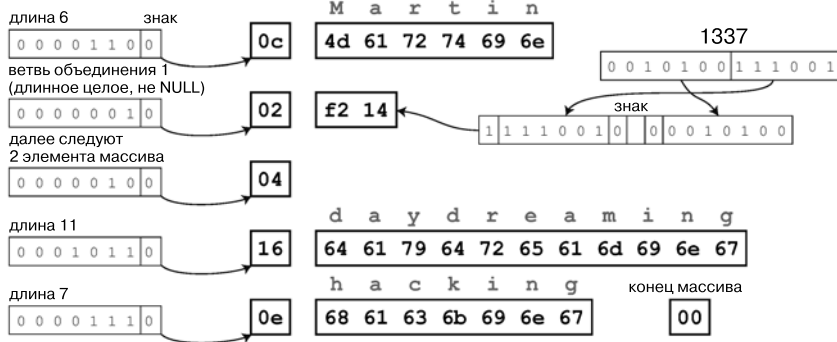 длина 6 знак M a r t i n
0 0 0 0 1 1 0 0 0c 4d 61 72 74 69 6e
1337
0 0 1 0 1 0 0 1 1 1 0 0 1
ветвь объединения 1
(длинное целое, не NULL)
0 0 0 0 0 0 1 0 02 f2 14
знак
1 1 1 1 0 0 1 0 0 0 0 1 0 1 0 0
далее следуют
2 элемента массива
0 0 0 0 0 1 0 0 04
d a y d r e a m i n g
длина 11
0 0 0 1 0 1 1 0 16 64 61 79 64 72 65 61 6d 69 6e 67
h a c k i n g
длина 7 конец массива
0 0 0 0 1 1 1 0 0e 68 61 63 6b 69 6e 67 00